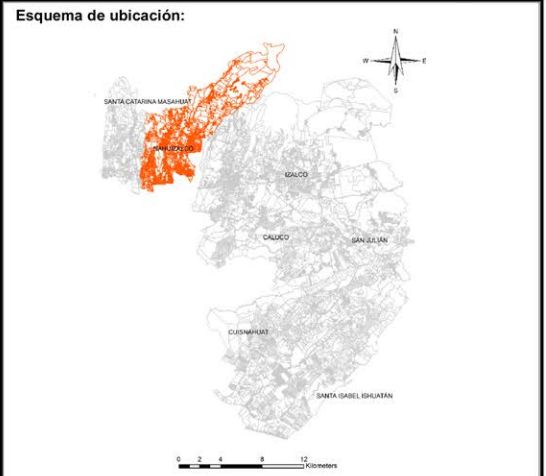 Esquema de ubicación:
N
W E
S
SANTA CATARINA MASAHUAT
NAHUIZALCO
IZALCO
CALUCO
SAN JULIÁN
CUISNAHUAT
SANTA ISABEL ISHUATÁN
0 2 4 8 12
Kilometers